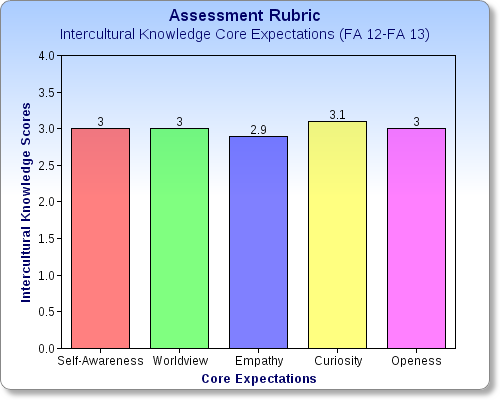 Assessment Rubric
Intercultural Knowledge Core Expectations (FA 12-FA 13)
Intercultural Knowledge Scores
4.0
3.5
3.0
2.5
2.0
1.5
1.0
0.5
0.0
3
3
2.9
3.1
3
Self-Awareness
Worldview
Empathy
Curiosity
Openess
Core Expectations